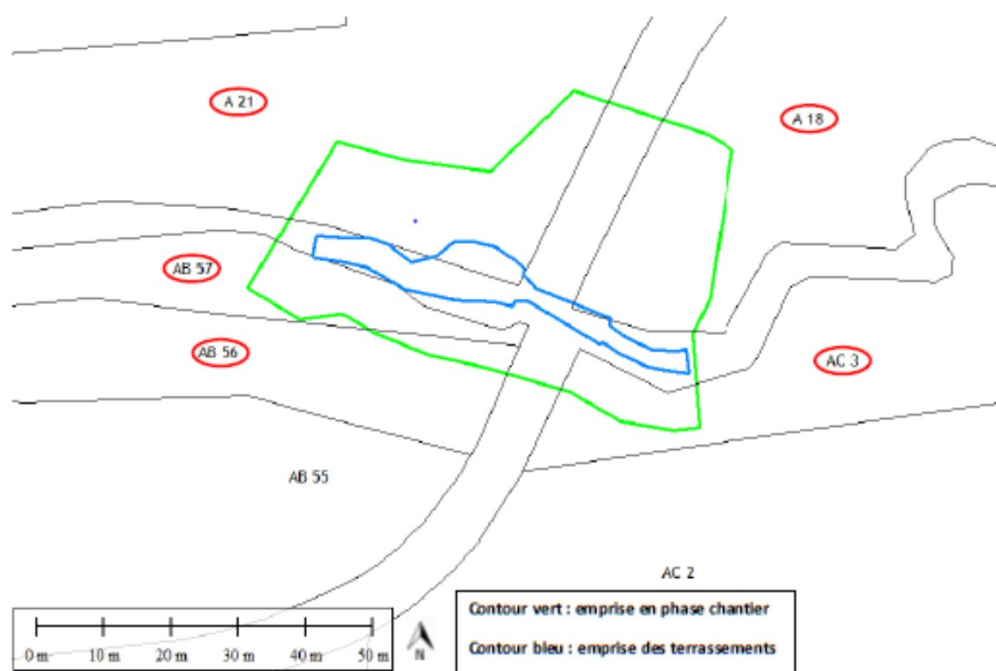 A 21
A 18
AB 57
AB 56
AC 3
AB 55
AC 2
Contour vert : emprise en phase chantier
Contour bleu : emprise des terrassements
0 m 10 m 20 m 30 m 40 m 50 m
N